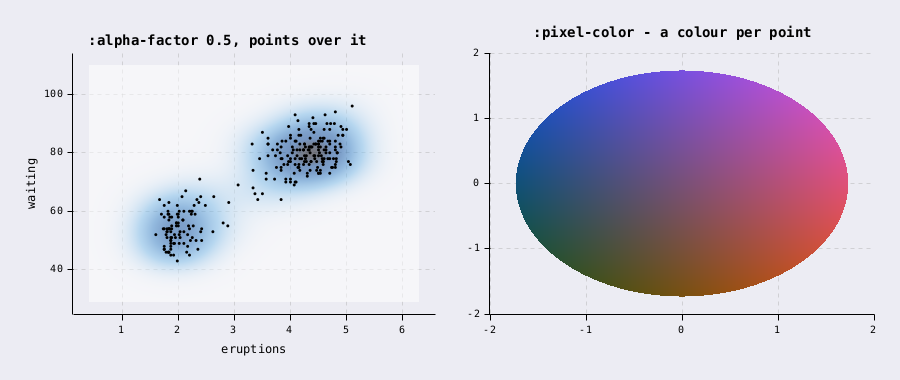 :alpha-factor 0.5, points over it
100
80
60
40
waiting
1 2 3 4 5 6
eruptions
:pixel-color - a colour per point
2
1
0
-1
-2
-2 -1 0 1 2